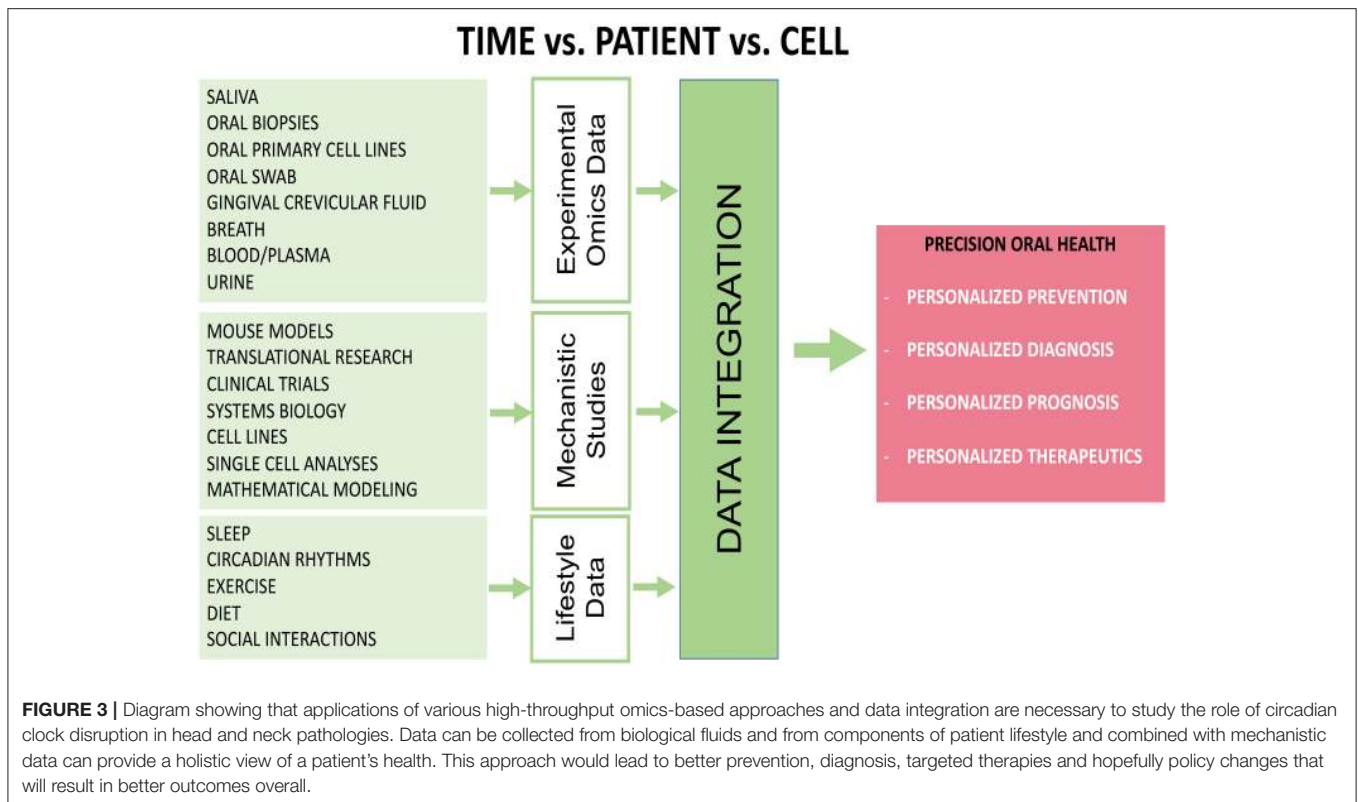 TIME vs. PATIENT vs. CELL
SALIVA
ORAL BIOPSIES
ORAL PRIMARY CELL LINES
ORAL SWAB
GINGIVAL CREVICULAR FLUID
BREATH
BLOOD/PLASMA
URINE
Experimental
Omics Data
MOUSE MODELS
TRANSLATIONAL RESEARCH
CLINICAL TRIALS
SYSTEMS BIOLOGY
CELL LINES
SINGLE CELL ANALYSES
MATHEMATICAL MODELING
Mechanistic
Studies
SLEEP
CIRCADIAN RHYTHMS
EXERCISE
DIET
SOCIAL INTERACTIONS
Lifestyle
Data
DATA INTEGRATION
PRECISION ORAL HEALTH
- PERSONALIZED PREVENTION
- PERSONALIZED DIAGNOSIS
- PERSONALIZED PROGNOSIS
- PERSONALIZED THERAPEUTICS
FIGURE 3 | Diagram showing that applications of various high-throughput omics-based approaches and data integration are necessary to study the role of circadian
clock disruption in head and neck pathologies. Data can be collected from biological fluids and from components of patient lifestyle and combined with mechanistic
data can provide a holistic view of a patient's health. This approach would lead to better prevention, diagnosis, targeted therapies and hopefully policy changes that
will result in better outcomes overall.